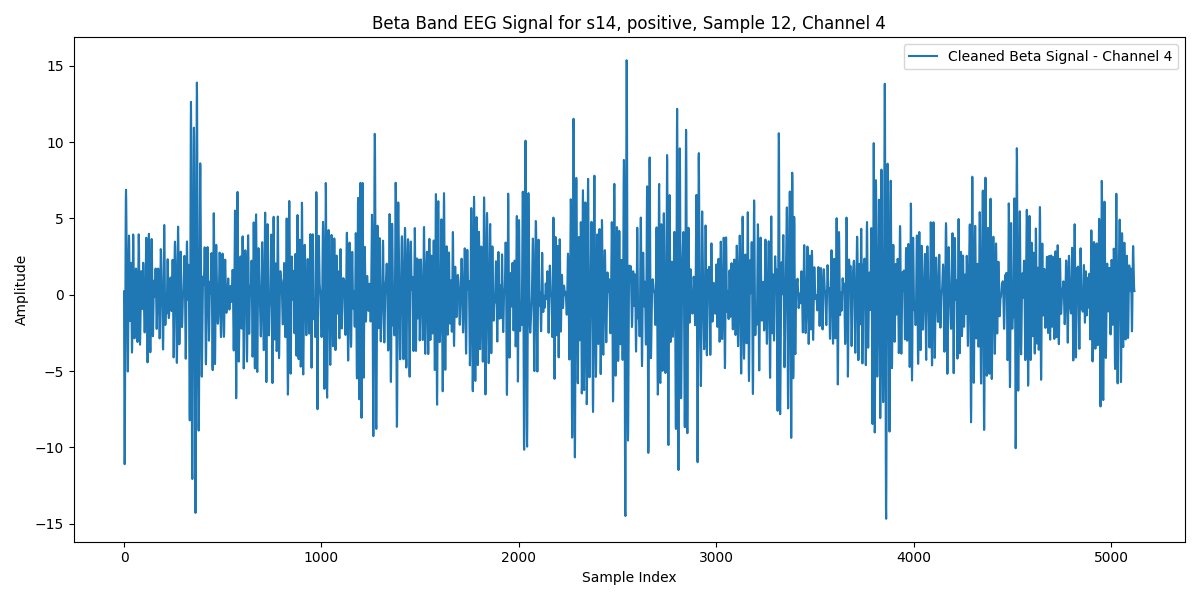 Beta Band EEG Signal for s14, positive, Sample 12, Channel 4
Cleaned Beta Signal - Channel 4
Amplitude
15
10
5
0
−5
−10
−15
0 1000 2000 3000 4000 5000
Sample Index